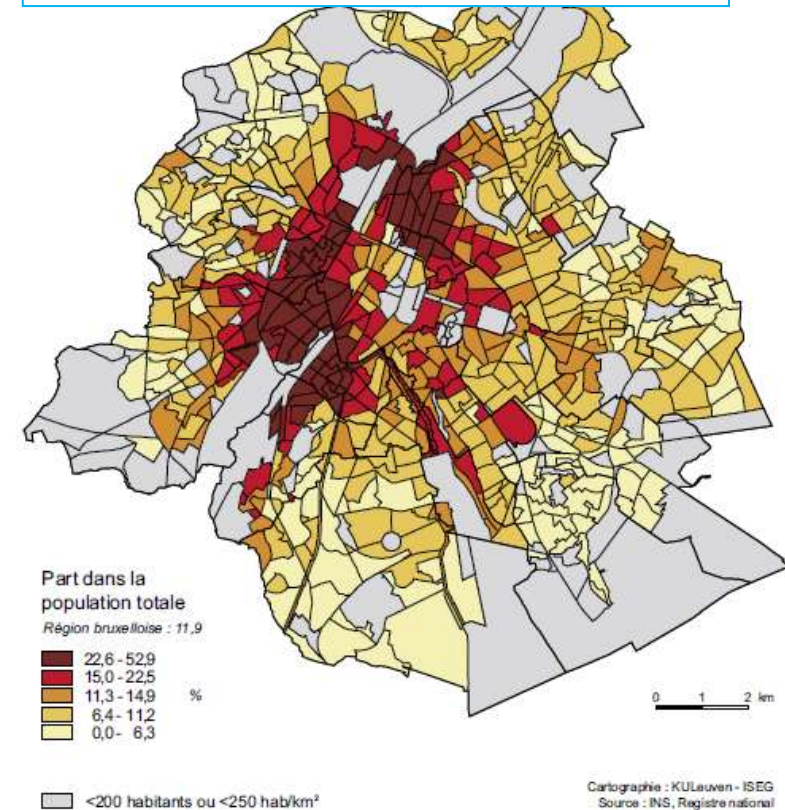 Part dans la
population totale
Région bruxelloise : 11,9
22,6 - 52,9
15,0 - 22,5
11,3 - 14,9 %
6,4 - 11,2
0,0 - 6,3
0 1 2 km
<200 habitants ou <250 hab/km²
Cartographie : KULeuven - ISEG
Source : INS, Registre national